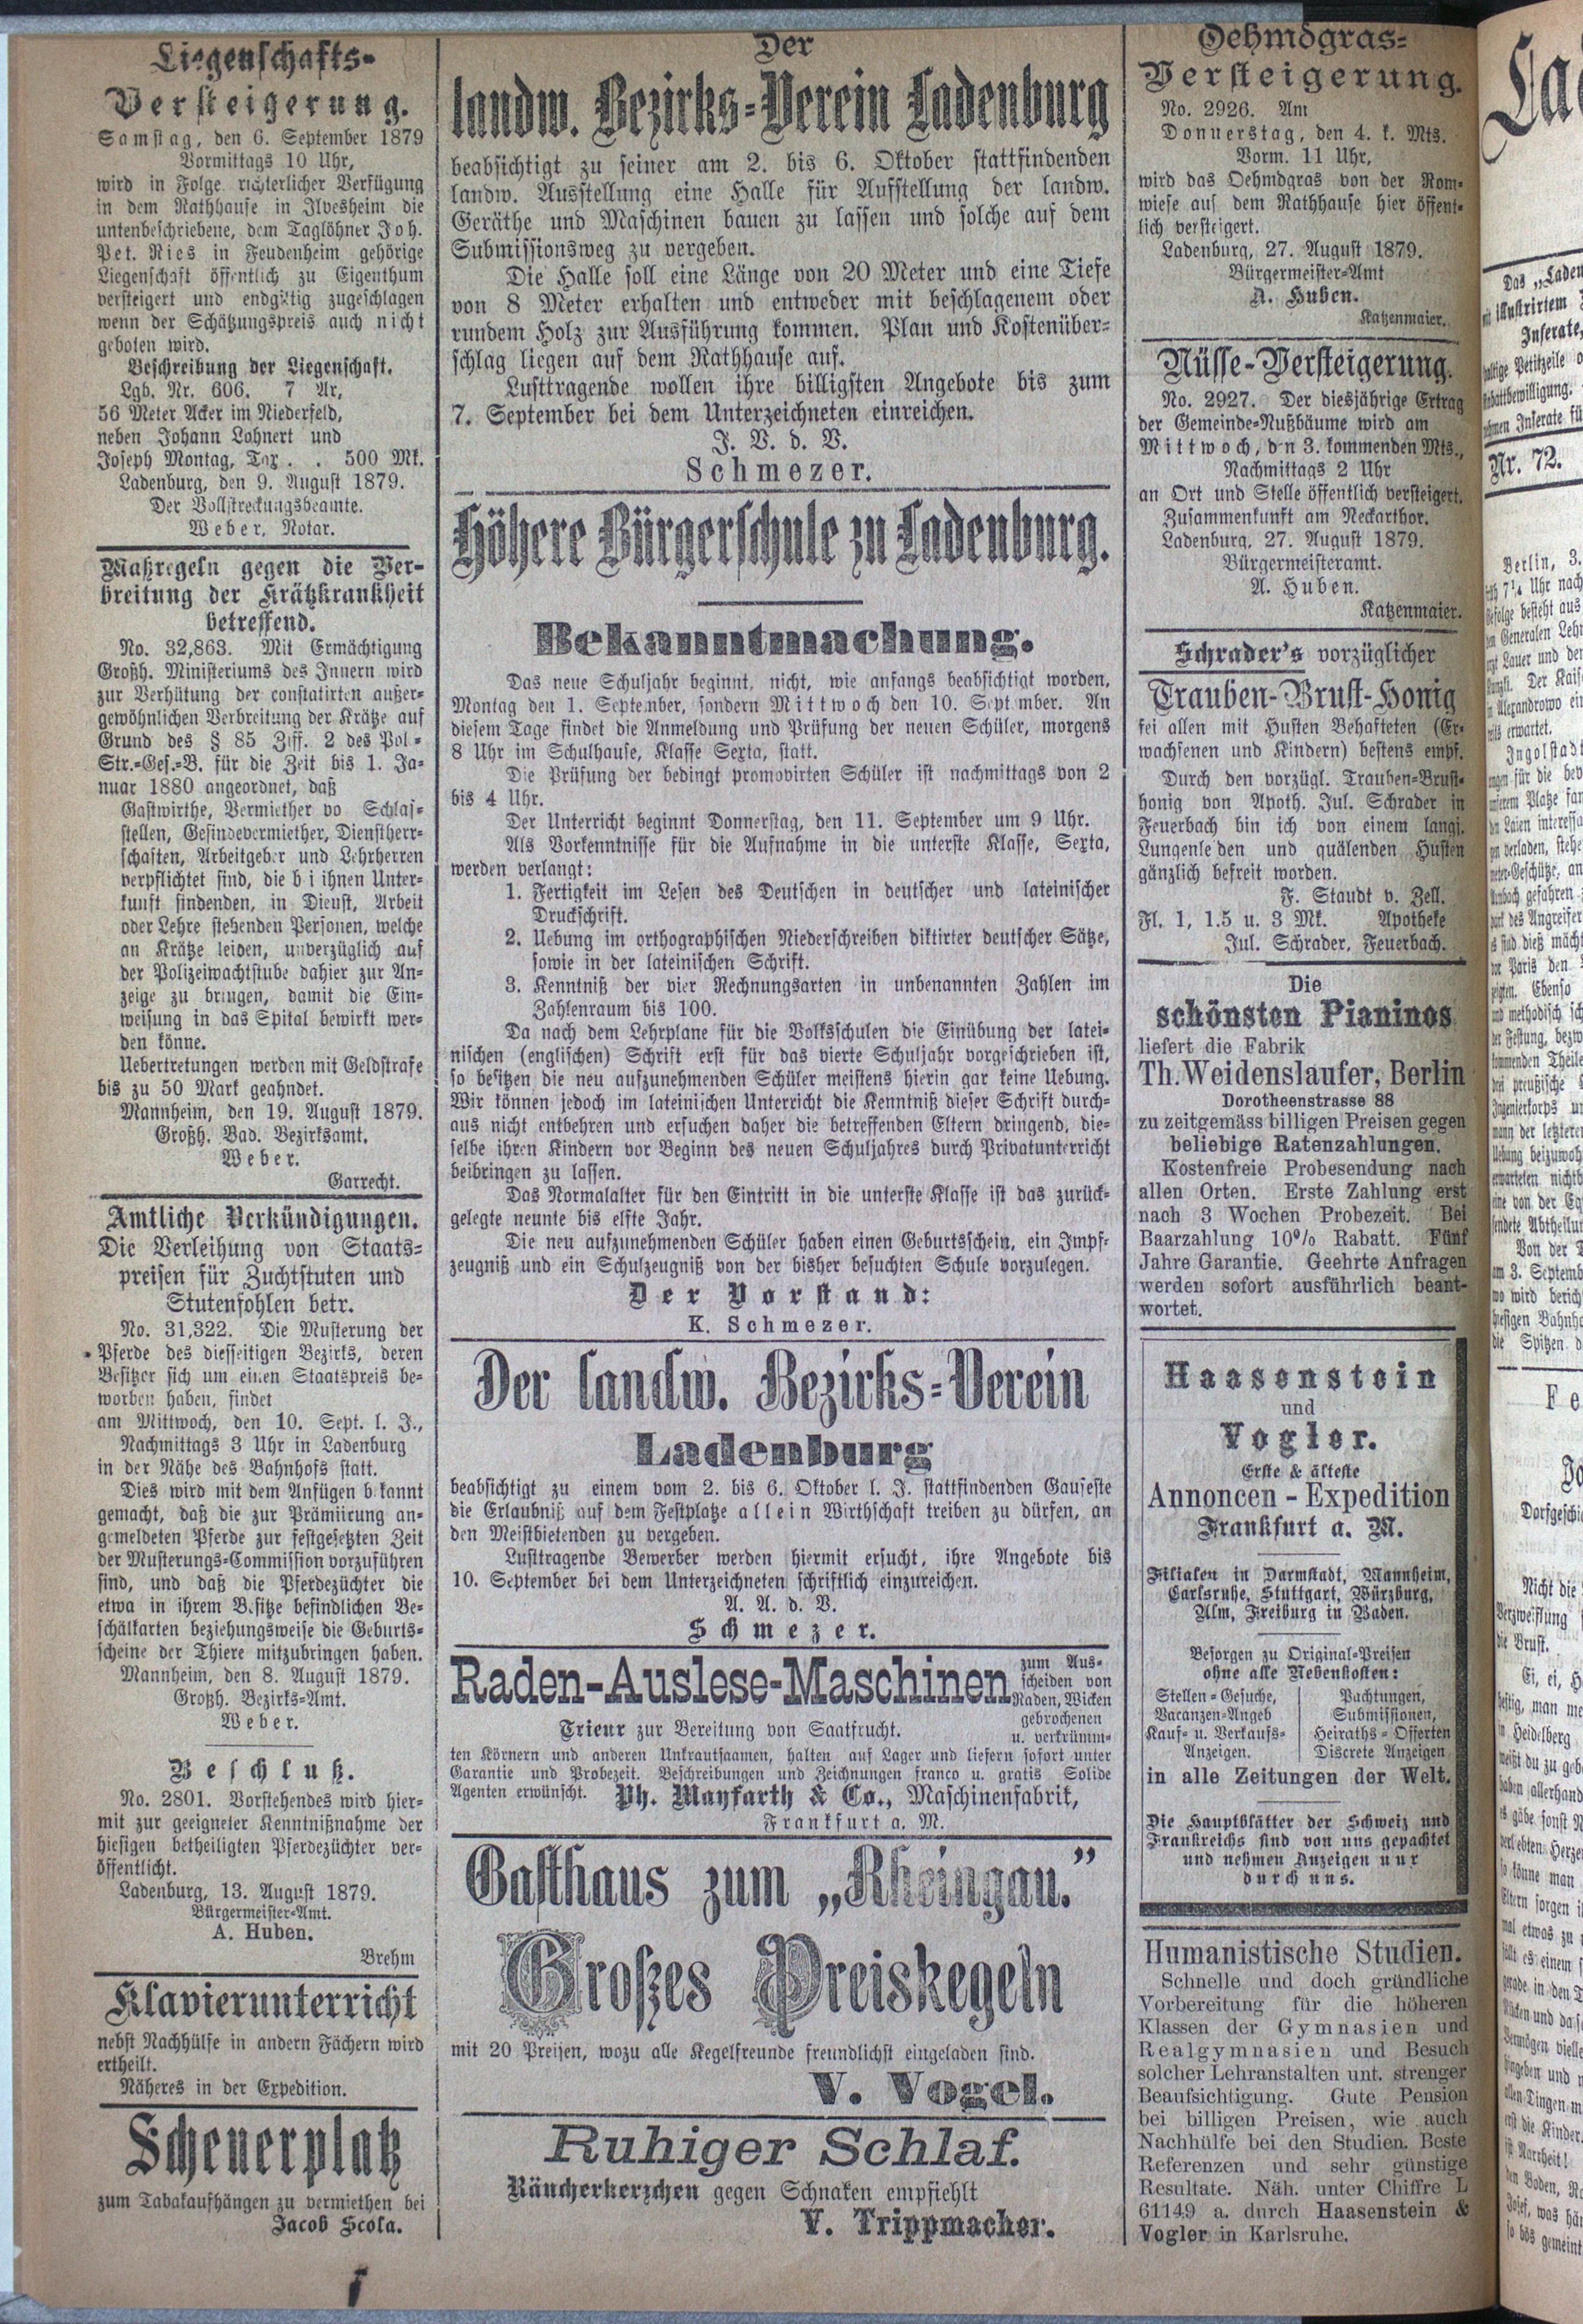 Liegenschafts-
Versteigerung.
Samstag, den 6. September 1879
Vormittags 10 Uhr,
wird in Folge richterlicher Verfügung
in dem Rathhause in Ilvesheim die
untenbeschriebene, dem Taglöhner Joh.
Pet. Ries in Feudenheim gehörige
Liegenschaft öffentlich zu Eigenthum
versteigert und endgiltig zugeschlagen
wenn der Schätzungspreis auch nicht
geboten wird.
Beschreibung der Liegenschaft.
Lgb. Nr. 606. 7 Ar,
56 Meter Acker im Niederfeld,
neben Johann Lohnert und
Joseph Montag, Tax . . 500 Mk.
Ladenburg, den 9. August 1879.
Der Vollstreckungsbeamte.
Weber, Notar.
Maßregeln gegen die Ver-
breitung der Krätzkrankheit
betreffend.
No. 32,863. Mit Ermächtigung
Großh. Ministeriums des Innern wird
zur Verhütung der constatirten außer-
gewöhnlichen Verbreitung der Krätze auf
Grund des § 85 Ziff. 2 des Pol-
Str.-Ges.-B. für die Zeit bis 1. Ja-
nuar 1880 angeordnet, daß
Gastwirthe, Vermiether vo Schlaf-
stellen, Gesindevermiether, Dienstherr-
schaften, Arbeitgeber und Lehrherren
verpflichtet sind, die b i ihnen Unter-
kunft findenden, in Dienst, Arbeit
oder Lehre stehenden Personen, welche
an Krätze leiden, unverzüglich auf
der Polizeiwachtstube dahier zur An-
zeige zu bringen, damit die Ein-
weisung in das Spital bewirkt wer-
den könne.
Uebertretungen werden mit Geldstrafe
bis zu 50 Mark geahndet.
Mannheim, den 19. August 1879.
Großh. Bad. Bezirksamt.
Weber.
Garrecht.
Amtliche Verkündigungen.
Die Verleihung von Staats-
preisen für Zuchtstuten und
Stutenfohlen betr.
No. 31,322. Die Musterung der
Pferde des diesseitigen Bezirks, deren
Besitzer sich um einen Staatspreis be-
worben haben, findet
am Mittwoch, den 10. Sept. l. J.,
Nachmittags 3 Uhr in Ladenburg
in der Nähe des Bahnhofs statt.
Dies wird mit dem Anfügen b kannt
gemacht, daß die zur Prämiirung an-
gemeldeten Pferde zur festgesetzten Zeit
der Musterungs-Commission vorzuführen
sind, und daß die Pferdezüchter die
etwa in ihrem Besitze befindlichen Be-
schälkarten beziehungsweise die Geburts-
scheine der Thiere mitzubringen haben.
Mannheim, den 8. August 1879.
Großh. Bezirks-Amt.
Weber.
Beschluß.
No. 2801. Vorstehendes wird hier-
mit zur geeigneter Kenntnißnahme der
hiesigen betheiligten Pferdezüchter ver-
öffentlicht.
Ladenburg, 13. August 1879.
Bürgermeister-Amt.
A. Huben.
Brehm
Klavierunterricht
nebst Nachhülfe in andern Fächern wird
ertheilt.
Näheres in der Expedition.
Scheuerplatz
zum Tabakaufhängen zu vermiethen bei
Jacob Scola.
Der
landw. Bezirks-Verein Ladenburg
beabsichtigt zu seiner am 2. bis 6. Oktober stattfindenden
landw. Ausstellung eine Halle für Aufstellung der landw.
Geräthe und Maschinen bauen zu lassen und solche auf dem
Submissionsweg zu vergeben.
Die Halle soll eine Länge von 20 Meter und eine Tiefe
von 8 Meter erhalten und entweder mit beschlagenem oder
rundem Holz zur Ausführung kommen. Plan und Kostenüber-
schlag liegen auf dem Rathhause auf.
Lusttragende wollen ihre billigsten Angebote bis zum
7. September bei dem Unterzeichneten einreichen.
J. V. d. V.
Schmezer.
Höhere Bürgerschule zu Ladenburg.
Bekanntmachung.
Das neue Schuljahr beginnt, nicht, wie anfangs beabsichtigt worden,
Montag den 1. September, sondern Mittwoch den 10. Sept mber. An
diesem Tage findet die Anmeldung und Prüfung der neuen Schüler, morgens
8 Uhr im Schulhause, Klasse Sexta, statt.
Die Prüfung der bedingt promovirten Schüler ist nachmittags von 2
bis 4 Uhr.
Der Unterricht beginnt Donnerstag, den 11. September um 9 Uhr.
Als Vorkenntnisse für die Aufnahme in die unterste Klasse, Sexta,
werden verlangt:
1. Fertigkeit im Lesen des Deutschen in deutscher und lateinischer
Druckschrift.
2. Uebung im orthographischen Niederschreiben diktirter deutscher Sätze,
sowie in der lateinischen Schrift.
3. Kenntniß der vier Rechnungsarten in unbenannten Zahlen im
Zahlenraum bis 100.
Da nach dem Lehrplane für die Volksschulen die Einübung der latei-
nischen (englischen) Schrift erst für das vierte Schuljahr vorgeschrieben ist,
so besitzen die neu aufzunehmenden Schüler meistens hierin gar keine Uebung.
Wir können jedoch im lateinischen Unterricht die Kenntniß dieser Schrift durch-
aus nicht entbehren und ersuchen daher die betreffenden Eltern dringend, die-
selbe ihren Kindern vor Beginn des neuen Schuljahres durch Privatunterricht
beibringen zu lassen.
Das Normalalter für den Eintritt in die unterste Klasse ist das zurück-
gelegte neunte bis elfte Jahr.
Die neu aufzunehmenden Schüler haben einen Geburtsschein, ein Impf-
zeugniß und ein Schulzeugniß von der bisher besuchten Schule vorzulegen.
Der Vorstand:
K. Schmezer.
Der landw. Bezirks-Verein
Ladenburg
beabsichtigt zu einem vom 2. bis 6. Oktober l. J. stattfindenden Gaufeste
die Erlaubniß auf dem Festplatze allein Wirthschaft treiben zu dürfen, an
den Meistbietenden zu vergeben.
Lusttragende Bewerber werden hiermit ersucht, ihre Angebote bis
10. September bei dem Unterzeichneten schriftlich einzureichen.
A. A. d. V.
Schmezer.
Raden-Auslese-Maschinen zum Aus-
scheiden von
Raden, Wicken
gebrochenen
Trieur zur Bereitung von Saatfrucht. u. verkrümm-
ten Körnern und anderen Unkrautsaamen, halten auf Lager und liefern sofort unter
Garantie und Probezeit. Beschreibungen und Zeichnungen franco u. gratis Solide
Agenten erwünscht. Ph. Mayfarth & Co., Maschinenfabrik,
Frankfurt a. M.
Gasthaus zum „Rheingau.”
Großes Preiskegeln
mit 20 Preisen, wozu alle Kegelfreunde freundlichst eingeladen sind.
V. Vogel.
Ruhiger Schlaf.
Räucherkerzchen gegen Schnaken empfiehlt
V. Trippmacher.
Oehmdgras-
Versteigerung.
No. 2926. Am
Donnerstag, den 4. k. Mts.
Vorm. 11 Uhr,
wird das Oehmdgras von der Rom-
wiese auf dem Rathhause hier öffent-
lich versteigert.
Ladenburg, 27. August 1879.
Bürgermeister-Amt
A. Huben.
Katzenmaier.
Nüsse-Versteigerung.
No. 2927. Der diesjährige Ertrag
der Gemeinde-Nußbäume wird am
Mittwoch, den 3. kommenden Mts.,
Nachmittags 2 Uhr
an Ort und Stelle öffentlich versteigert.
Zusammenkunft am Neckarthor.
Ladenburg, 27. August 1879.
Bürgermeisteramt.
A. Huben.
Katzenmaier.
Schrader's vorzüglicher
Trauben-Brust-Honig
sei allen mit Husten Behafteten (Er-
wachsenen und Kindern) bestens empf.
Durch den vorzügl. Trauben-Brust-
honig von Apoth. Jul. Schrader in
Feuerbach bin ich von einem langj.
Lungenleiden und quälenden Husten
gänzlich befreit worden.
F. Staudt v. Zell.
Fl. 1, 1.5 u. 3 Mk. Apotheke
Jul. Schrader, Feuerbach.
Die
schönsten Pianinos
liefert die Fabrik
Th. Weidenslaufer, Berlin
Dorotheenstrasse 88
zu zeitgemäss billigen Preisen gegen
beliebige Ratenzahlungen.
Kostenfreie Probesendung nach
allen Orten. Erste Zahlung erst
nach 3 Wochen Probezeit. Bei
Baarzahlung 10% Rabatt. Fünf
Jahre Garantie. Geehrte Anfragen
werden sofort ausführlich beant-
wortet.
Haasenstein
und
Vogler.
Erste & älteste
Annoncen - Expedition
Frankfurt a. M.
Filialen in Darmstadt, Mannheim,
Carlsruhe, Stuttgart, Würzburg,
Ulm, Freiburg in Baden.
Besorgen zu Original-Preisen
ohne alle Nebenkosten:
Stellen-Gesuche,
Vacanzen-Angeb
Kauf- u. Verkaufs-
Anzeigen.
Pachtungen,
Submissionen,
Heiraths-Offerten
Discrete Anzeigen
in alle Zeitungen der Welt.
Die Hauptblätter der Schweiz und
Frankreichs sind von uns gepachtet
und nehmen Anzeigen nur
durch uns.
Humanistische Studien.
Schnelle und doch gründliche
Vorbereitung für die höheren
Klassen der Gymnasien und
Realgymnasien und Besuch
solcher Lehranstalten unt. strenger
Beaufsichtigung. Gute Pension
bei billigen Preisen, wie auch
Nachhülfe bei den Studien. Beste
Referenzen und sehr günstige
Resultate. Näh. unter Chiffre L
61149 a. durch Haasenstein &
Vogler in Karlsruhe.
Nr. 72.
Berlin, 3.